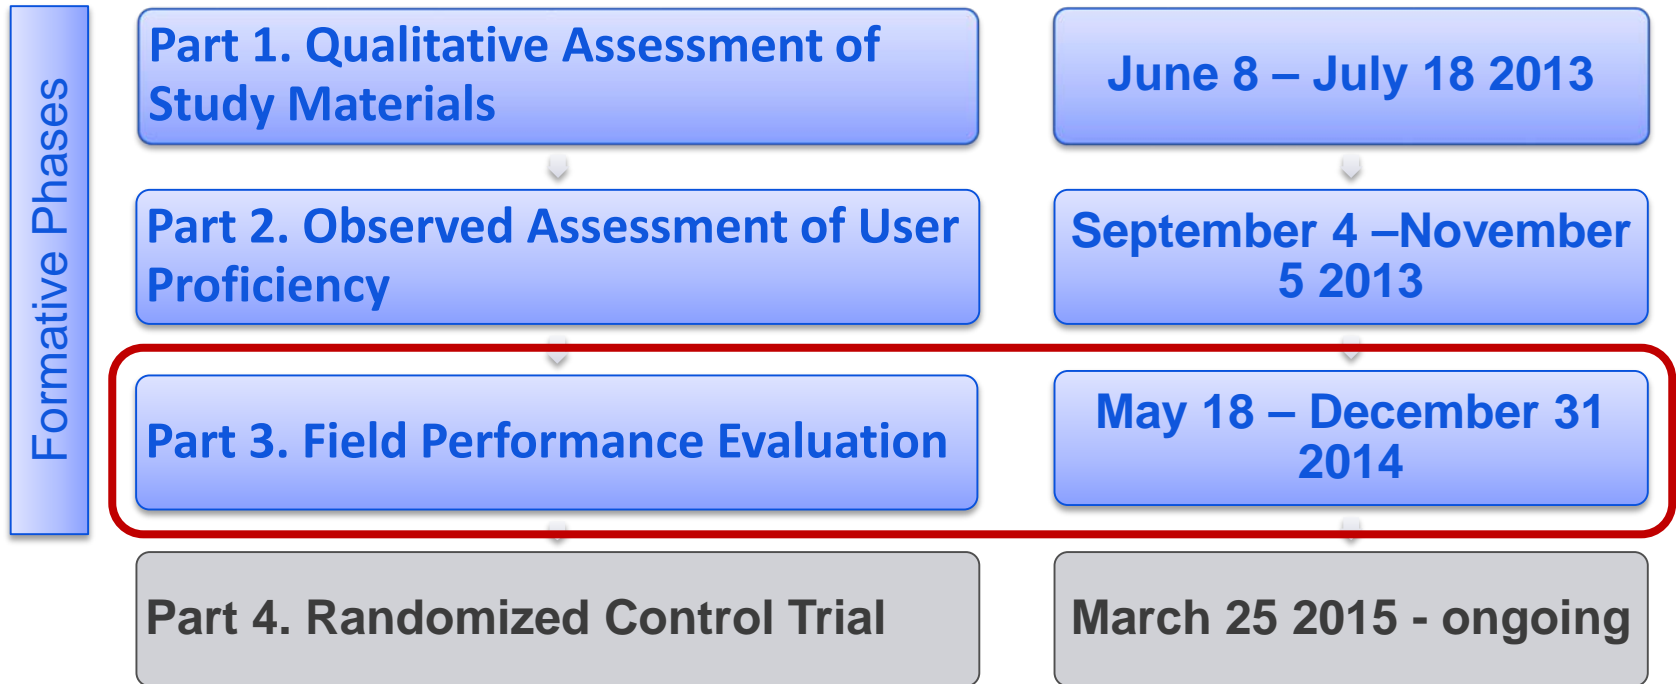 Formative Phases
Part 1. Qualitative Assessment of
Study Materials
June 8 – July 18 2013
Part 2. Observed Assessment of User
Proficiency
September 4 –November
5 2013
Part 3. Field Performance Evaluation
May 18 – December 31
2014
Part 4. Randomized Control Trial
March 25 2015 - ongoing